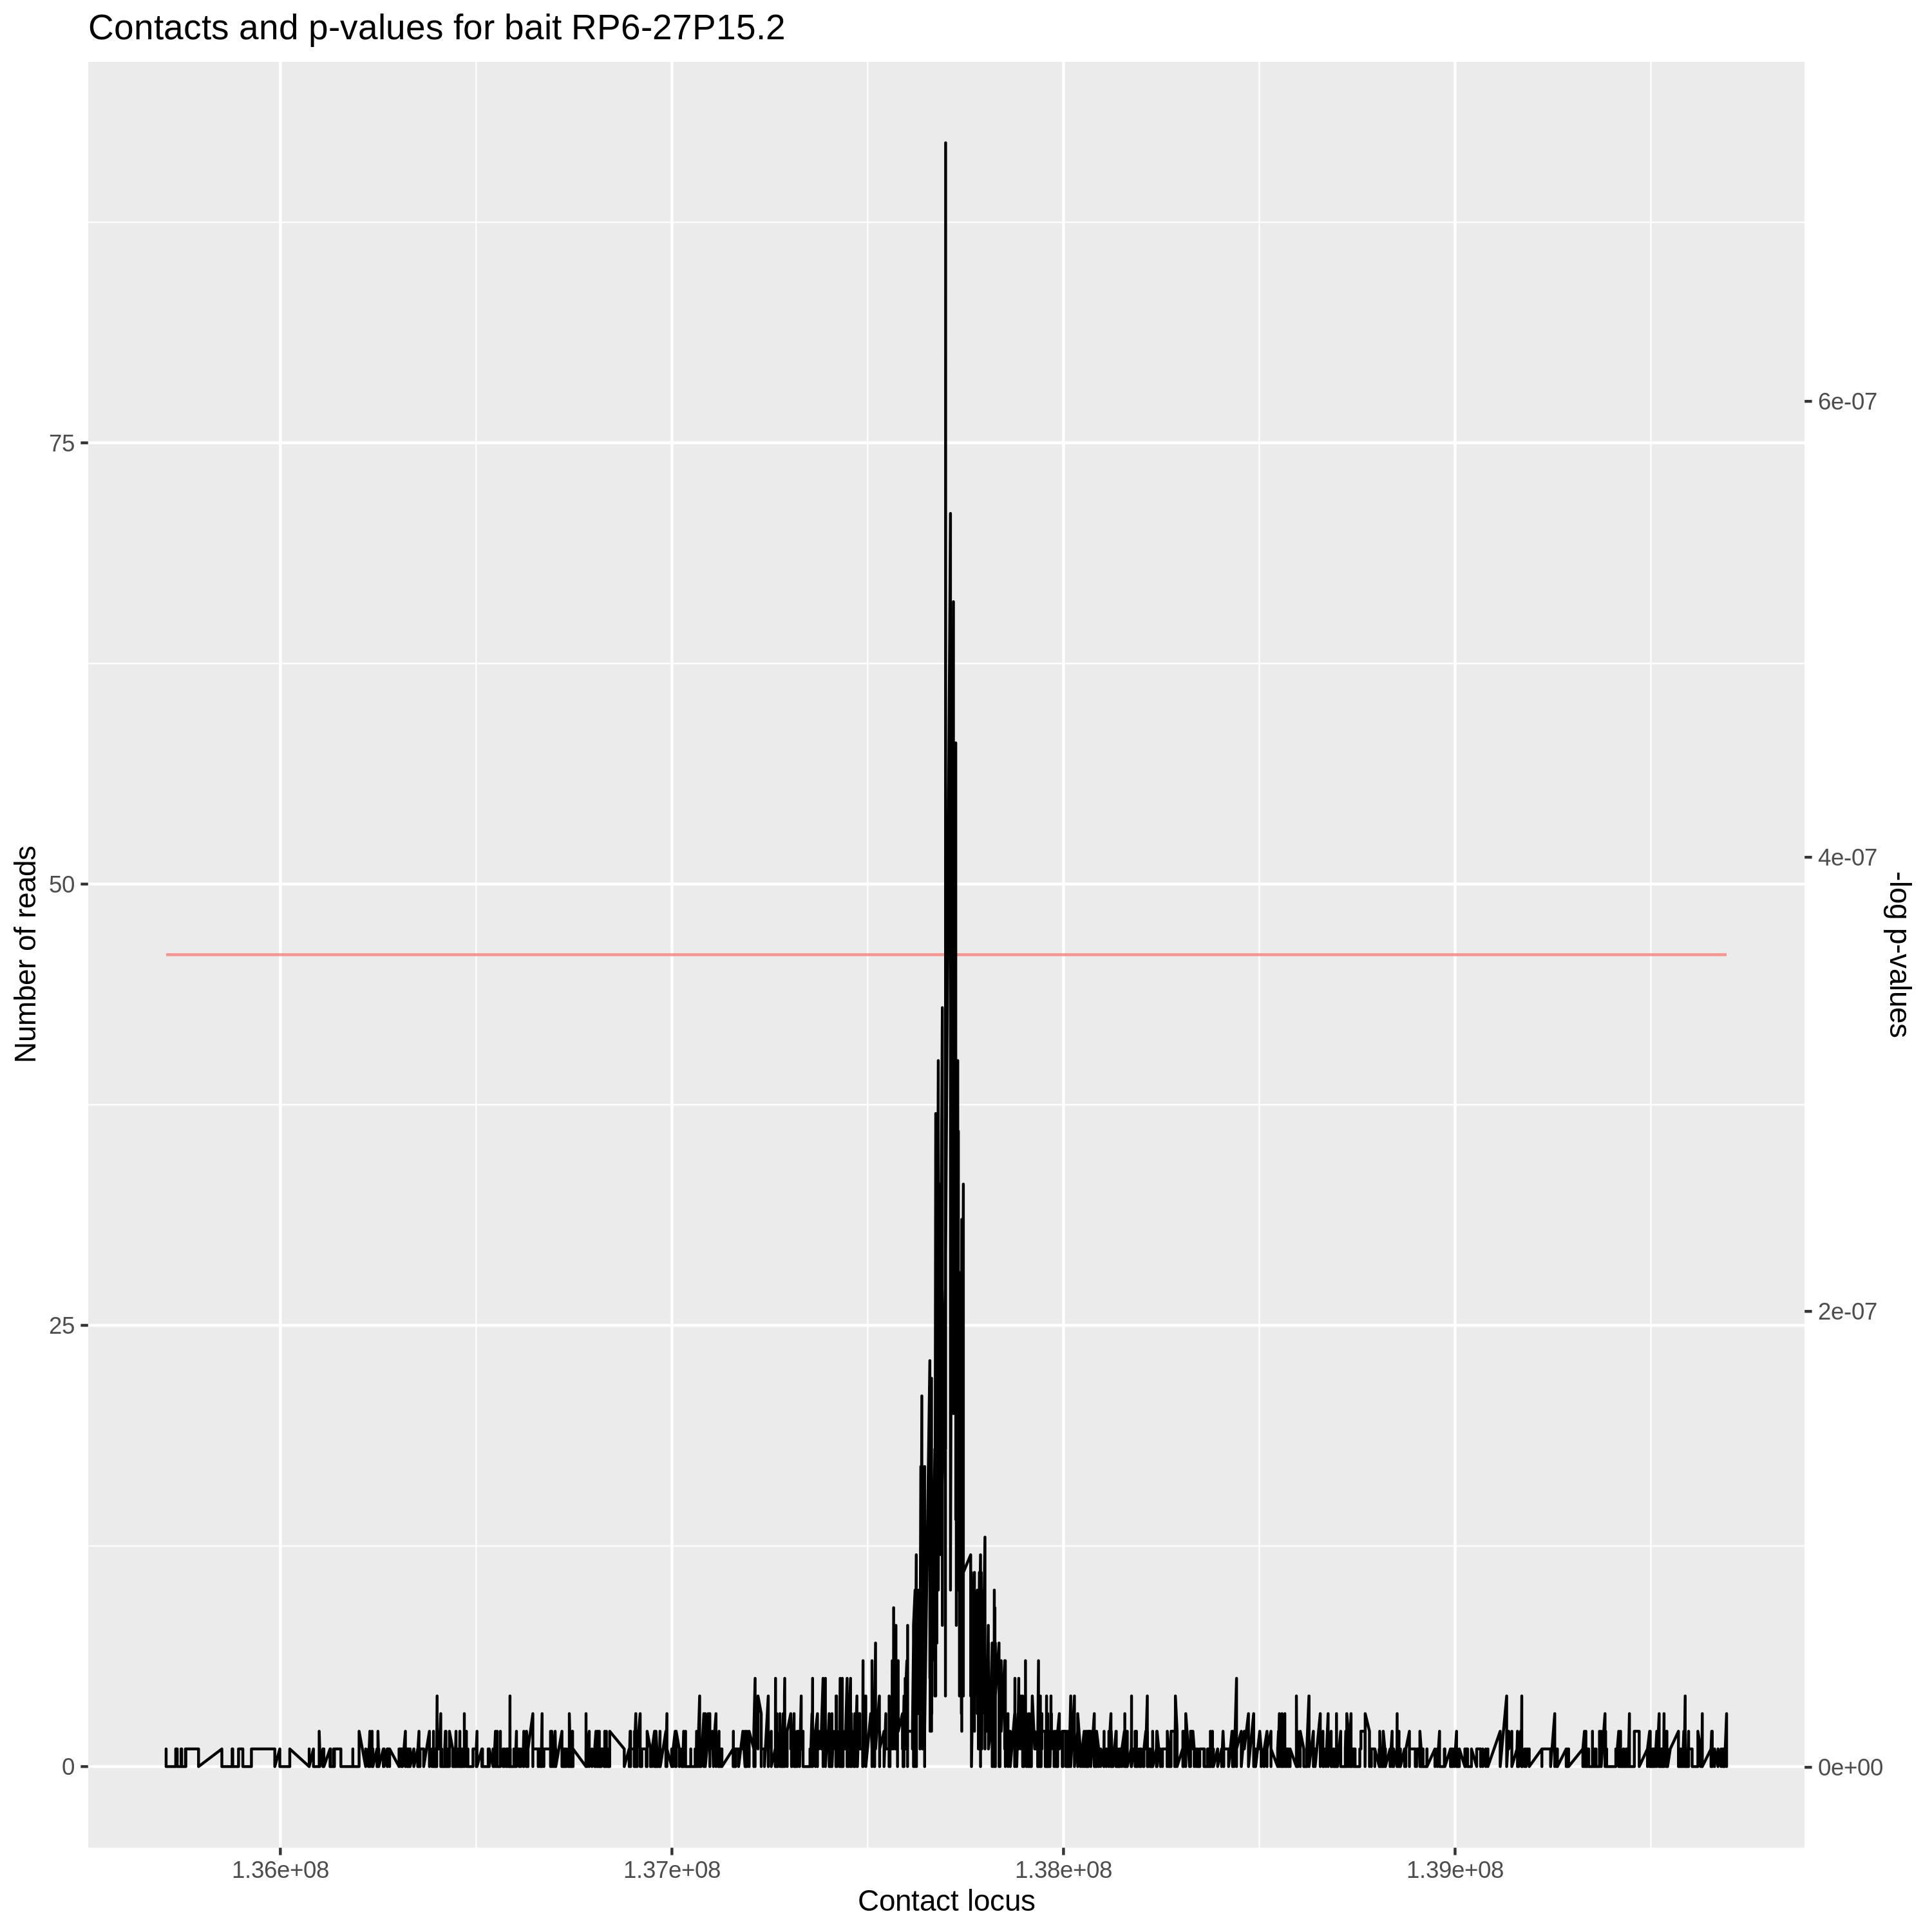 Contacts and p-values for bait RP6-27P15.2
75
50
25
0
Number of reads
6e-07
4e-07
2e-07
0e+00
-log p-values
1.36e+08
1.37e+08
1.38e+08
1.39e+08
Contact locus